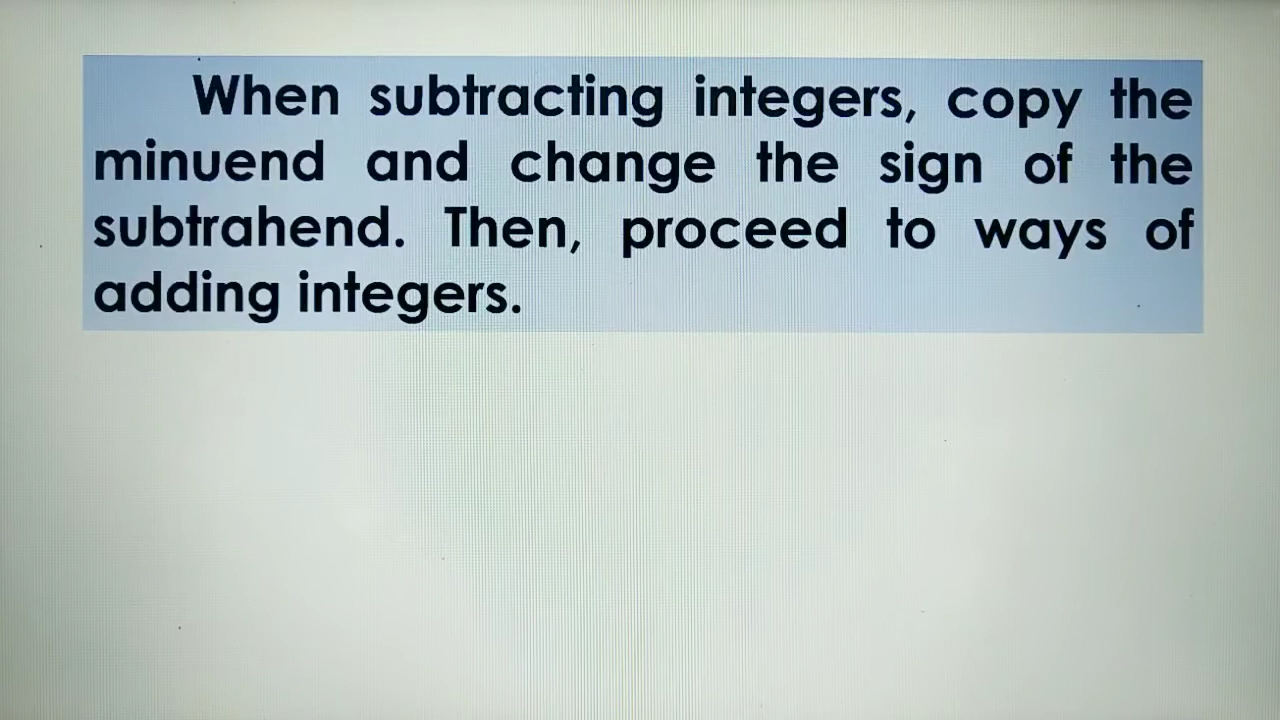 When subtracting integers, copy the
minuend and change the sign of the
subtrahend. Then, proceed to ways of
adding integers.